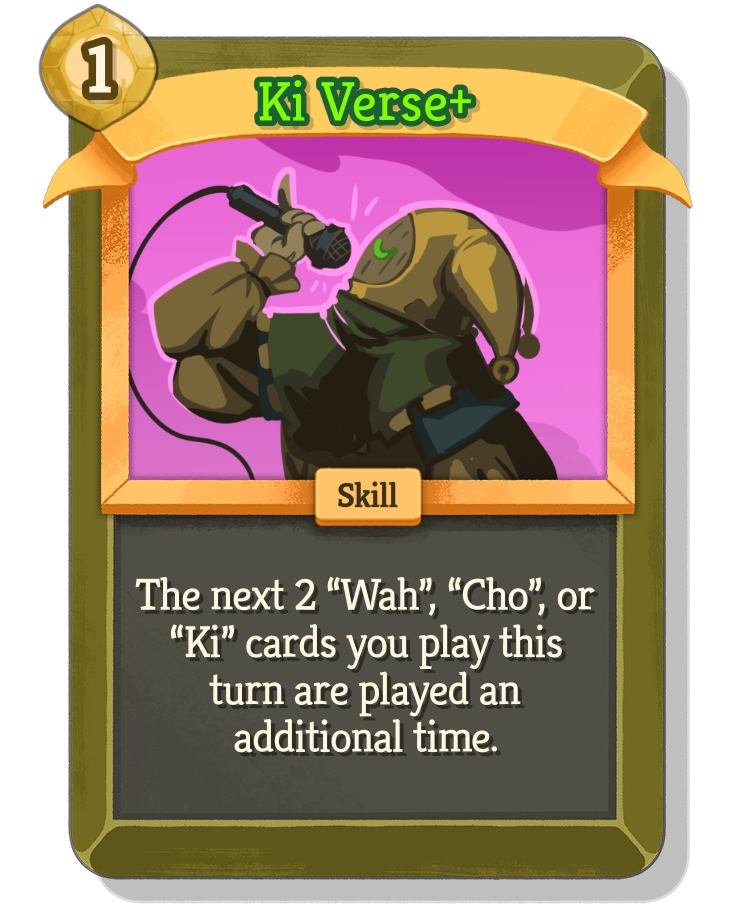 1
Ki Verse+
Skill
The next 2 “Wah”, “Cho”, or
“Ki” cards you play this
turn are played an
additional time.